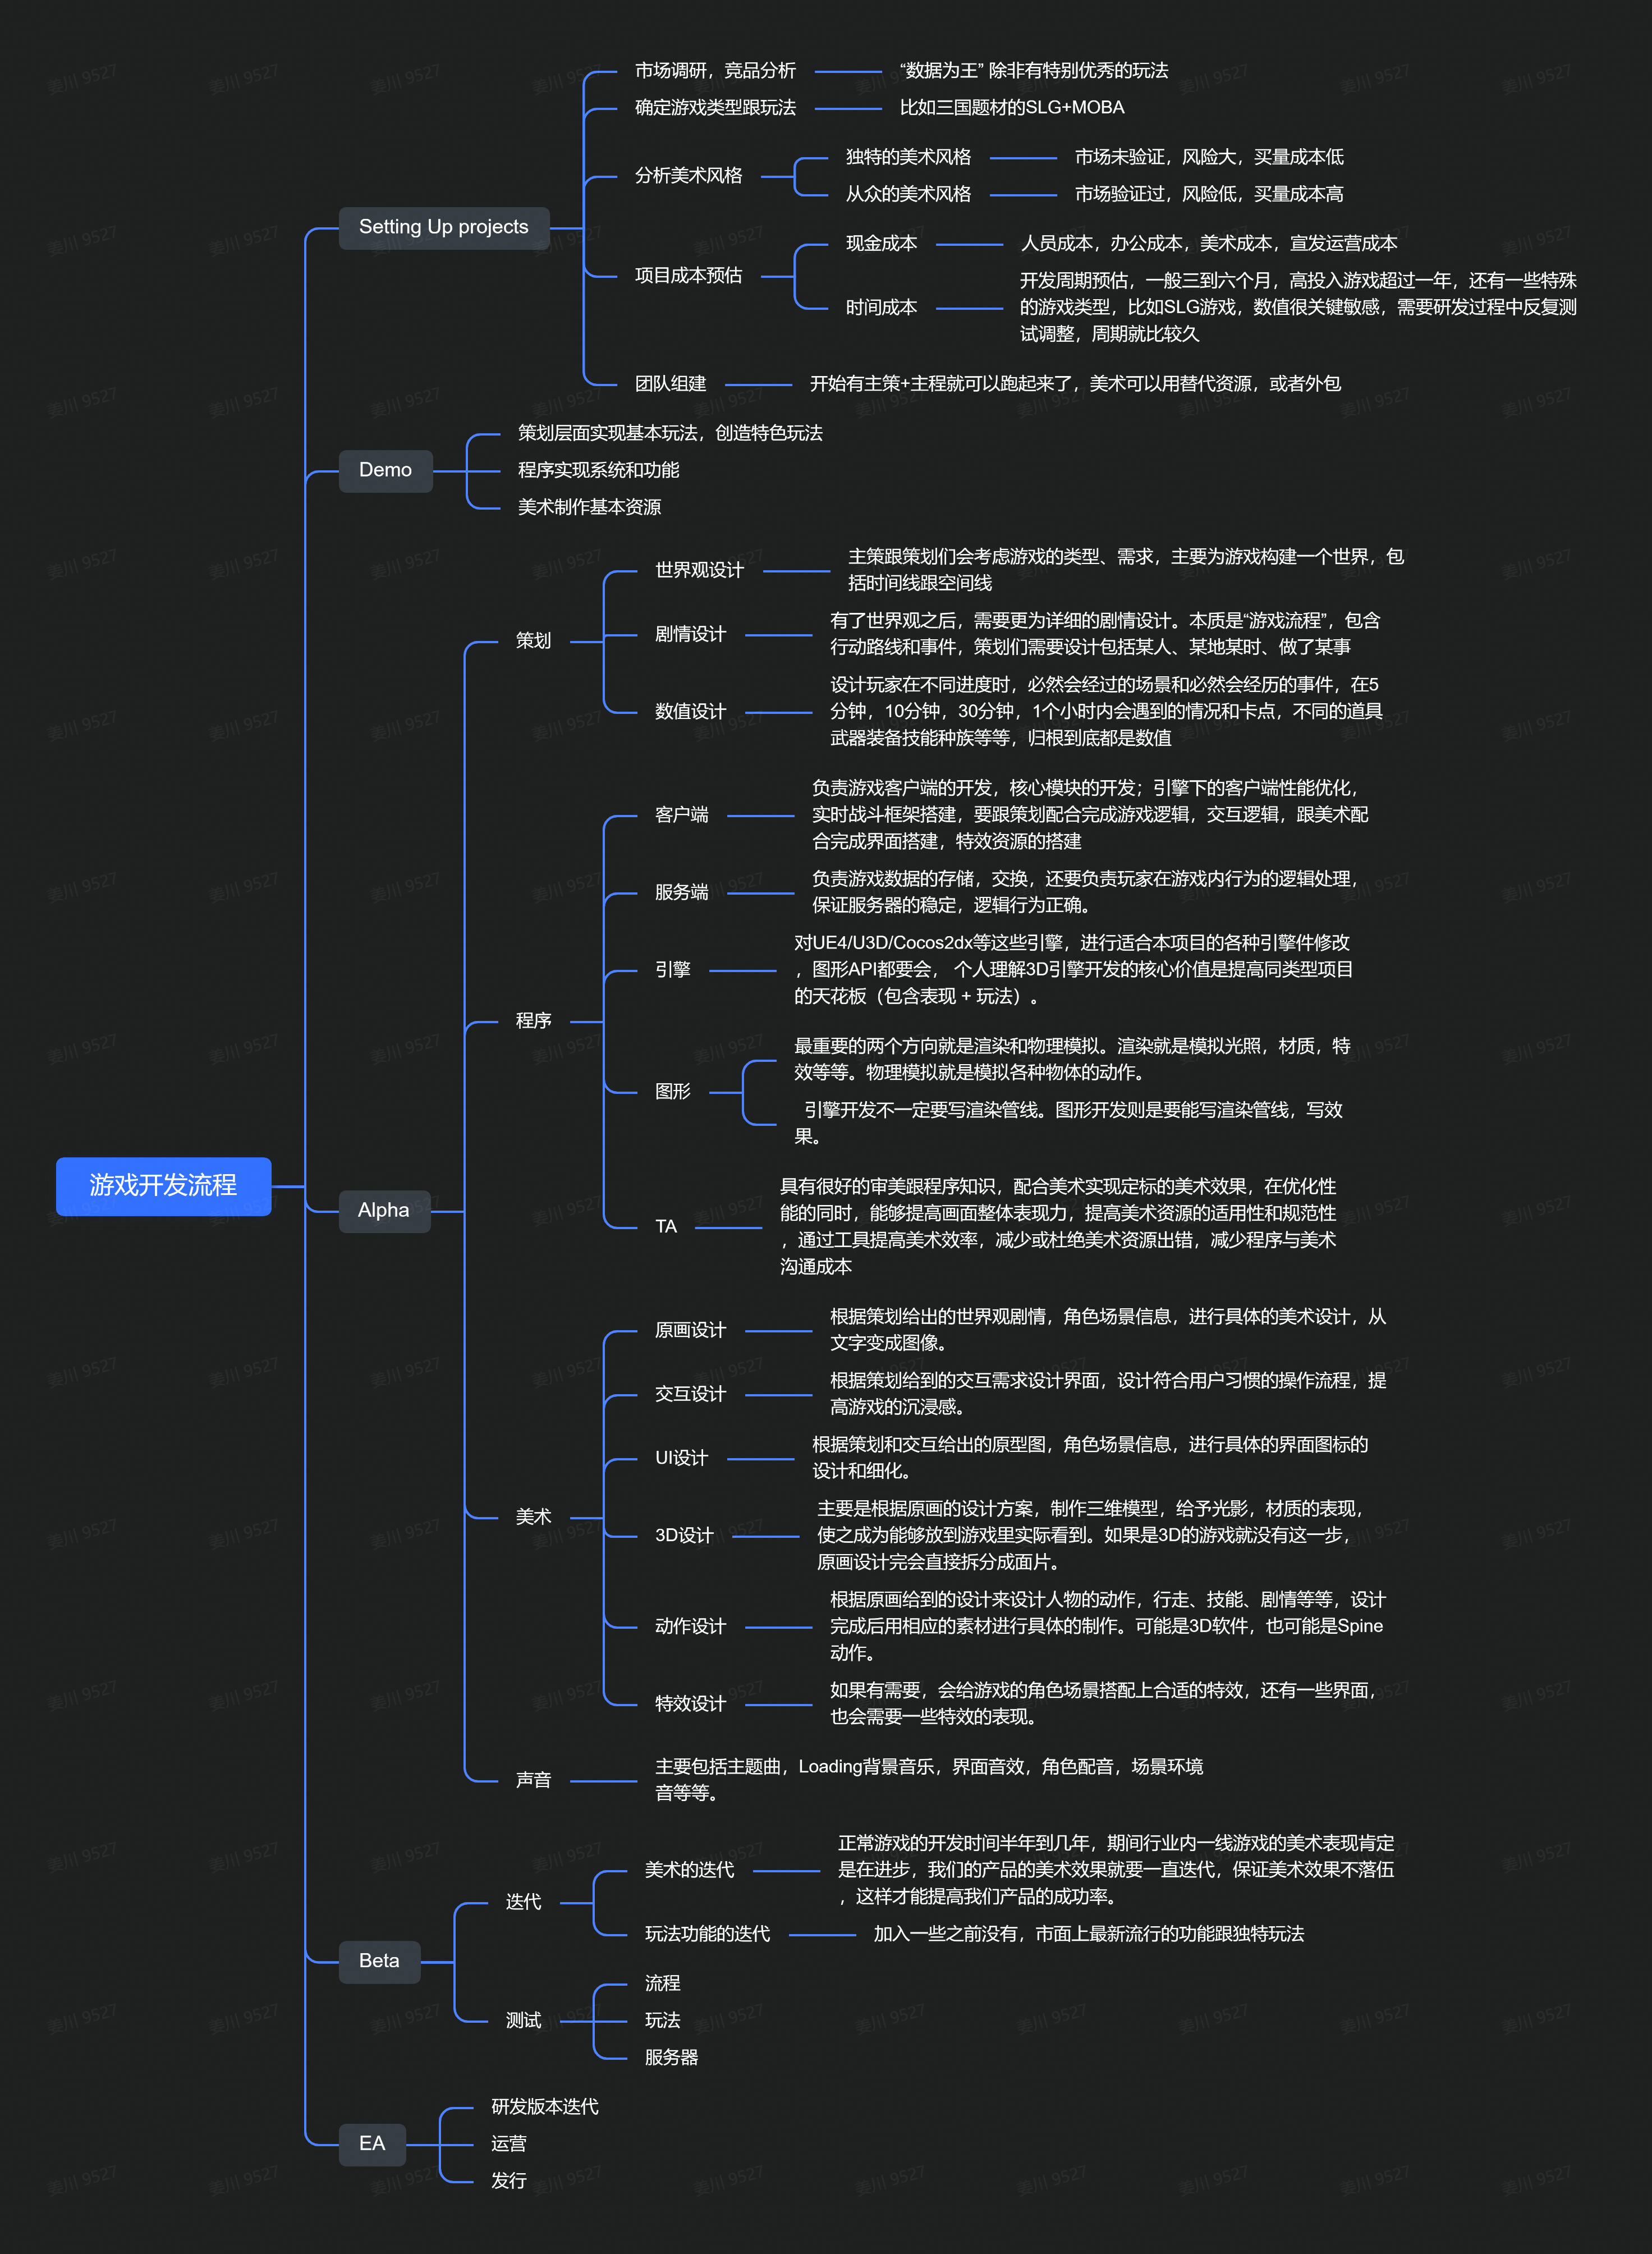 市场调研，竞品分析
“数据为王” 除非有特别优秀的玩法
确定游戏类型跟玩法
比如三国题材的SLG+MOBA
分析美术风格
独特的美术风格
市场未验证，风险大，买量成本低
从众的美术风格
市场验证过，风险低，买量成本高
Setting Up projects
项目成本预估
现金成本
人员成本，办公成本，美术成本，宣发运营成本
时间成本
开发周期预估，一般三到六个月，高投入游戏超过一年，还有一些特殊
的游戏类型，比如SLG游戏，数值很关键敏感，需要研发过程中反复测
试调整，周期就比较久
团队组建
开始有主策+主程就可以跑起来了，美术可以用替代资源，或者外包
Demo
策划层面实现基本玩法，创造特色玩法
程序实现系统和功能
美术制作基本资源
策划
世界观设计
主策跟策划们会考虑游戏的类型、需求，主要为游戏构建一个世界，包
括时间线跟空间线
剧情设计
有了世界观之后，需要更为详细的剧情设计。本质是“游戏流程”，包含
行动路线和事件，策划们需要设计包括某人、某地某时、做了某事
数值设计
设计玩家在不同进度时，必然会经过的场景和必然会经历的事件，在5
分钟，10分钟，30分钟，1个小时内会遇到的情况和卡点，不同的道具
武器装备技能种族等等，归根到底都是数值
程序
客户端
负责游戏客户端的开发，核心模块的开发；引擎下的客户端性能优化，
实时战斗框架搭建，要跟策划配合完成游戏逻辑，交互逻辑，跟美术配
合完成界面搭建，特效资源的搭建
服务端
负责游戏数据的存储，交换，还要负责玩家在游戏内行为的逻辑处理，
保证服务器的稳定，逻辑行为正确。
引擎
对UE4/U3D/Cocos2dx等这些引擎，进行适合本项目的各种引擎件修改
，图形API都要会， 个人理解3D引擎开发的核心价值是提高同类型项目
的天花板（包含表现 + 玩法）。
图形
最重要的两个方向就是渲染和物理模拟。渲染就是模拟光照，材质，特
效等等。物理模拟就是模拟各种物体的动作。
引擎开发不一定要写渲染管线。图形开发则是要能写渲染管线，写效
果。
游戏开发流程
Alpha
TA
具有很好的审美跟程序知识，配合美术实现定标的美术效果，在优化性
能的同时，能够提高画面整体表现力，提高美术资源的适用性和规范性
，通过工具提高美术效率，减少或杜绝美术资源出错，减少程序与美术
沟通成本
美术
原画设计
根据策划给出的世界观剧情，角色场景信息，进行具体的美术设计，从
文字变成图像。
交互设计
根据策划给到的交互需求设计界面，设计符合用户习惯的操作流程，提
高游戏的沉浸感。
UI设计
根据策划和交互给出的原型图，角色场景信息，进行具体的界面图标的
设计和细化。
3D设计
主要是根据原画的设计方案，制作三维模型，给予光影，材质的表现，
使之成为能够放到游戏里实际看到。如果是3D的游戏就没有这一步，
原画设计完会直接拆分成面片。
动作设计
根据原画给到的设计来设计人物的动作，行走、技能、剧情等等，设计
完成后用相应的素材进行具体的制作。可能是3D软件，也可能是Spine
动作。
特效设计
如果有需要，会给游戏的角色场景搭配上合适的特效，还有一些界面，
也会需要一些特效的表现。
声音
主要包括主题曲，Loading背景音乐，界面音效，角色配音，场景环境
音等等。
Beta
迭代
美术的迭代
正常游戏的开发时间半年到几年，期间行业内一线游戏的美术表现肯定
是在进步，我们的产品的美术效果就要一直迭代，保证美术效果不落伍
，这样才能提高我们产品的成功率。
玩法功能的迭代
加入一些之前没有，市面上最新流行的功能跟独特玩法
测试
流程
玩法
服务器
EA
研发版本迭代
运营
发行
姜川 9527